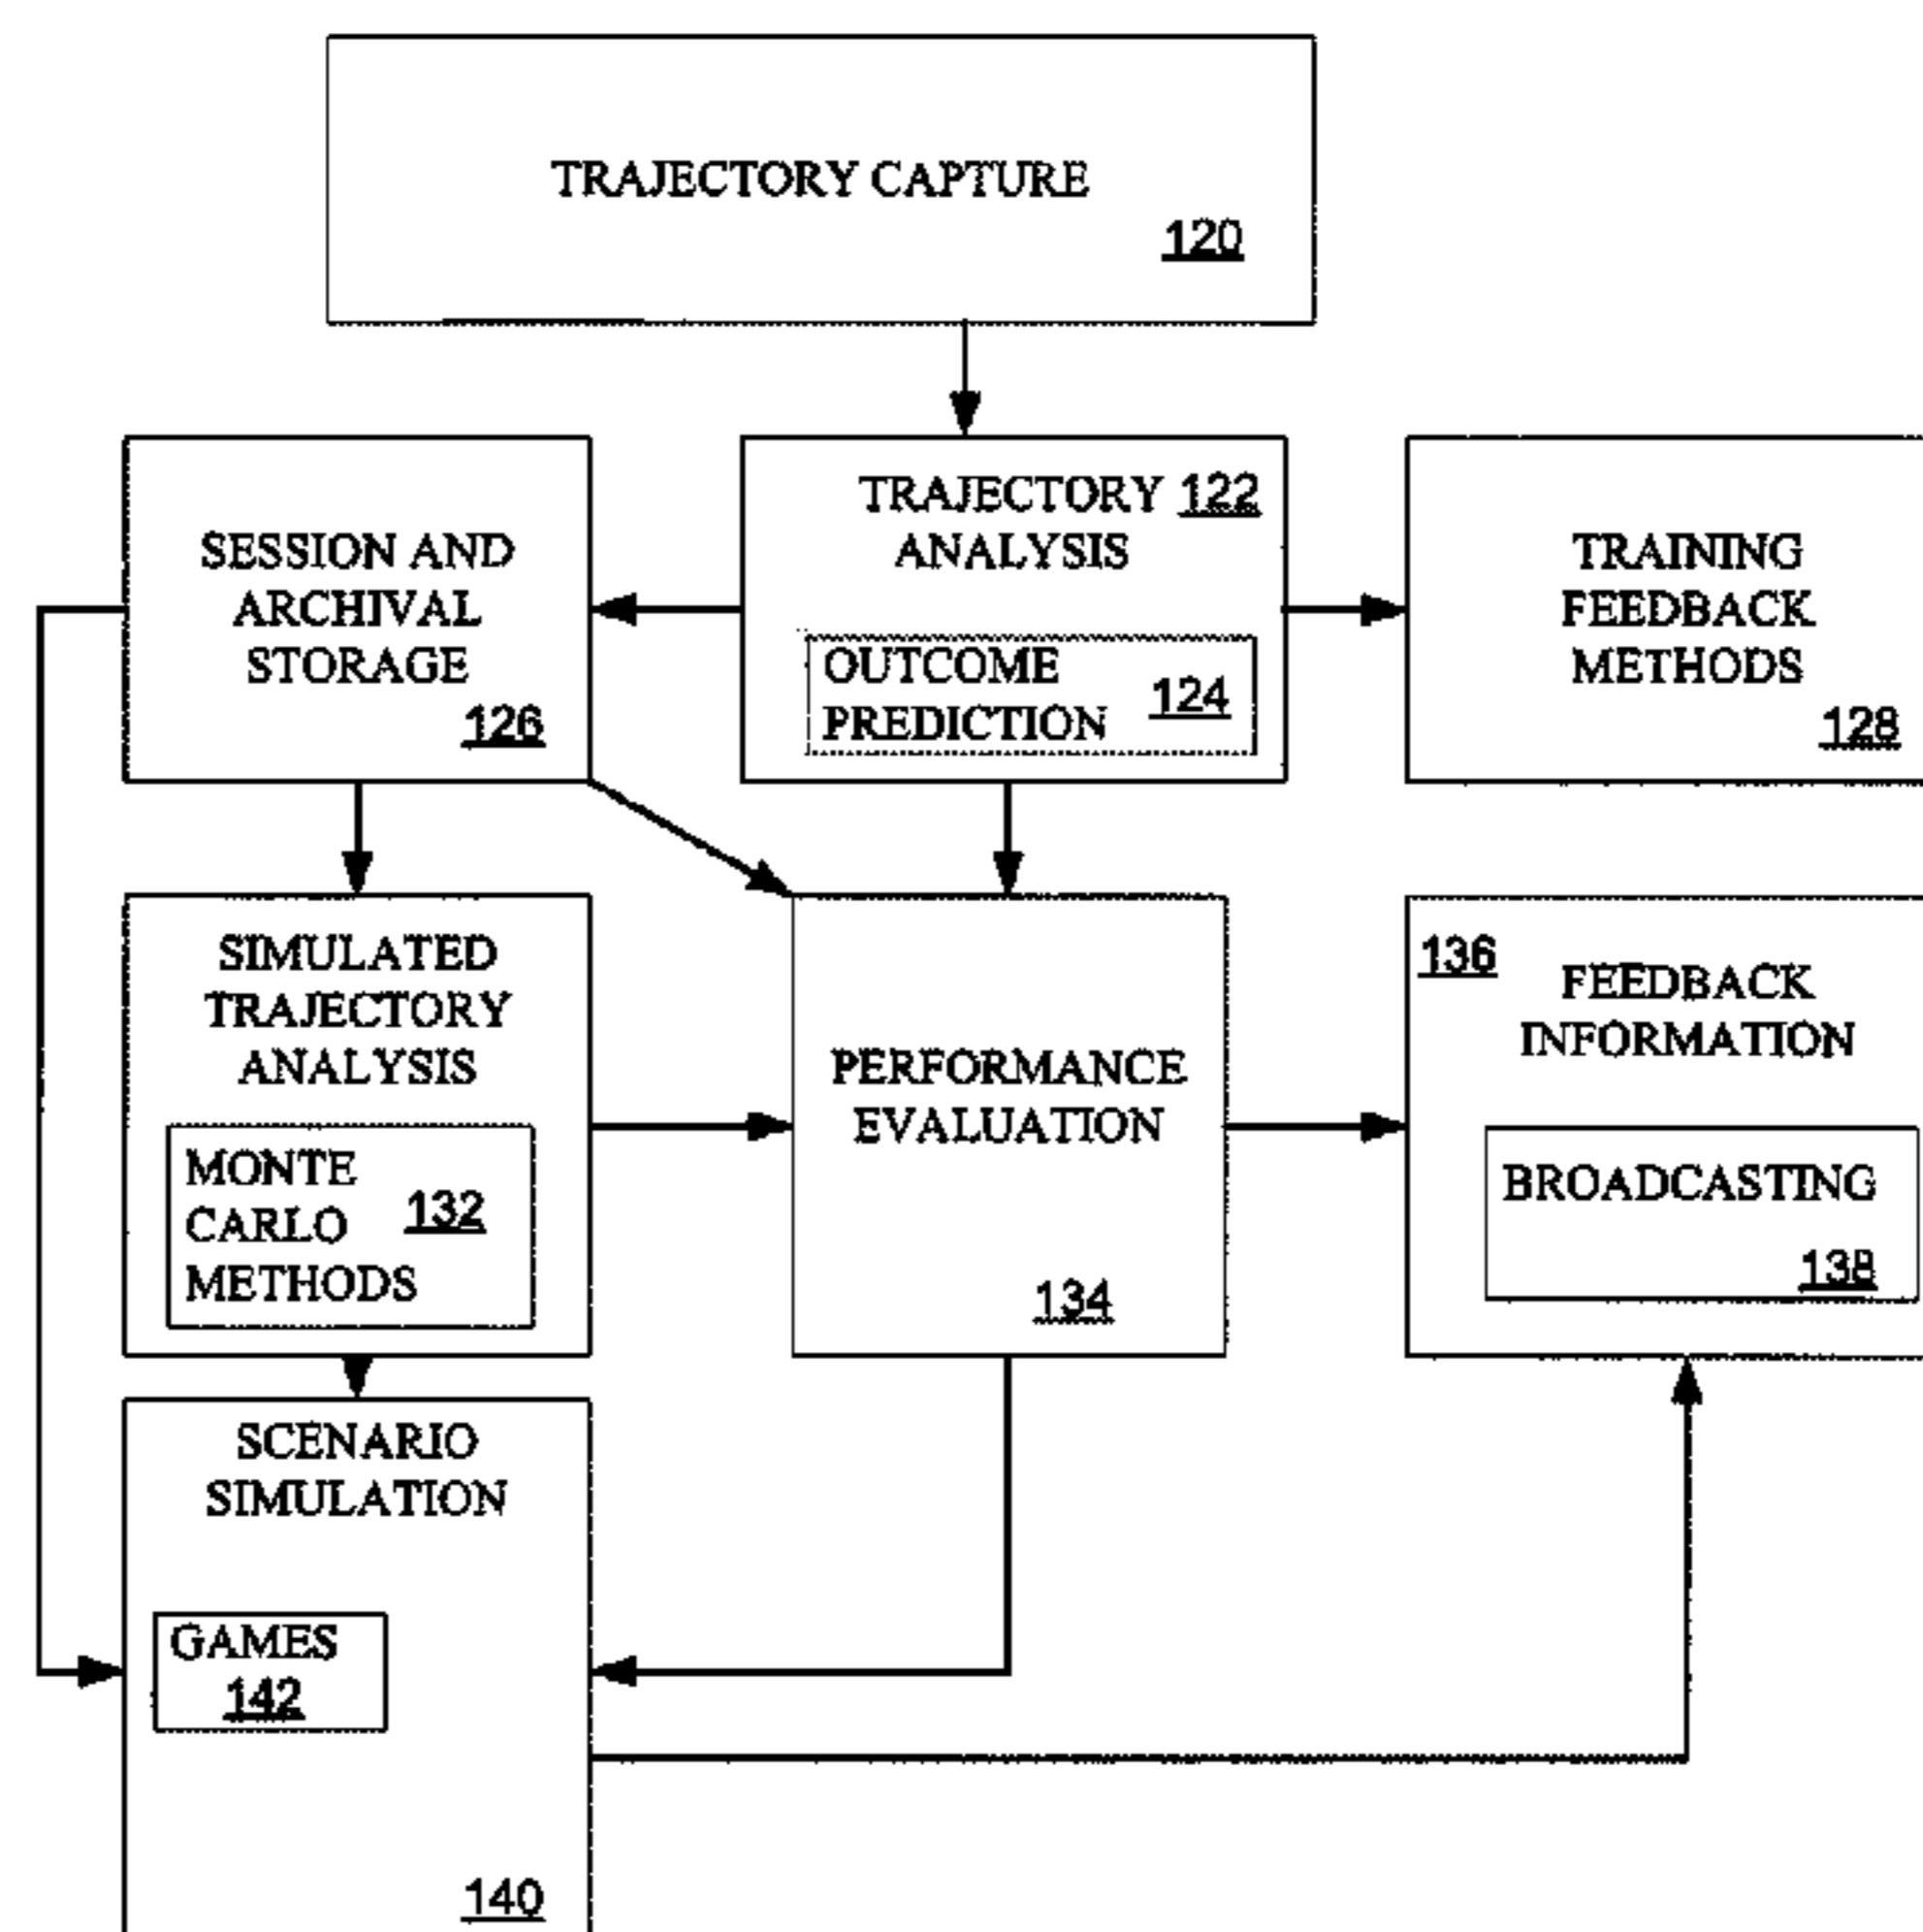 TRAJECTORY CAPTURE
120
SESSION AND
ARCHIVAL
STORAGE
126
TRAJECTORY 122
ANALYSIS
OUTCOME
PREDICTION
124
TRAINING
FEEDBACK
METHODS
128
SIMULATED
TRAJECTORY
ANALYSIS
MONTE
CARLO
METHODS
132
PERFORMANCE
EVALUATION
134
136
FEEDBACK
INFORMATION
BROADCASTING
138
SCENARIO
SIMULATION
GAMES
142
140